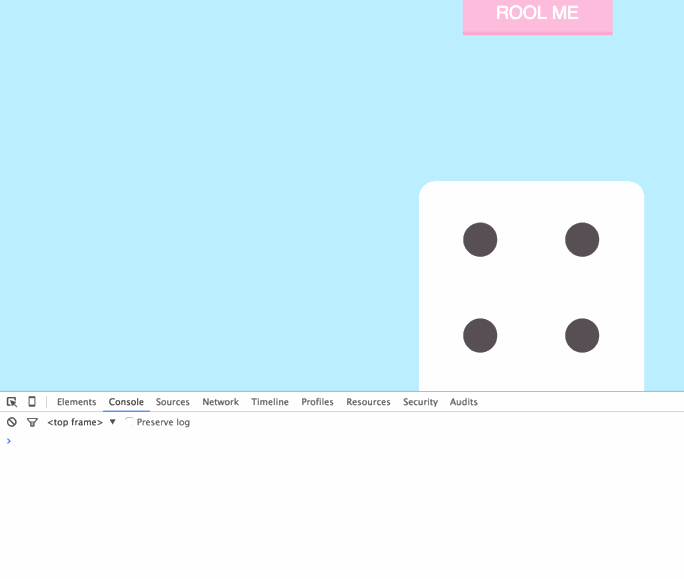 ROOL ME
Elements Console Sources Network Timeline Profiles Resources Security Audits
<top frame> ▼ Preserve log
>